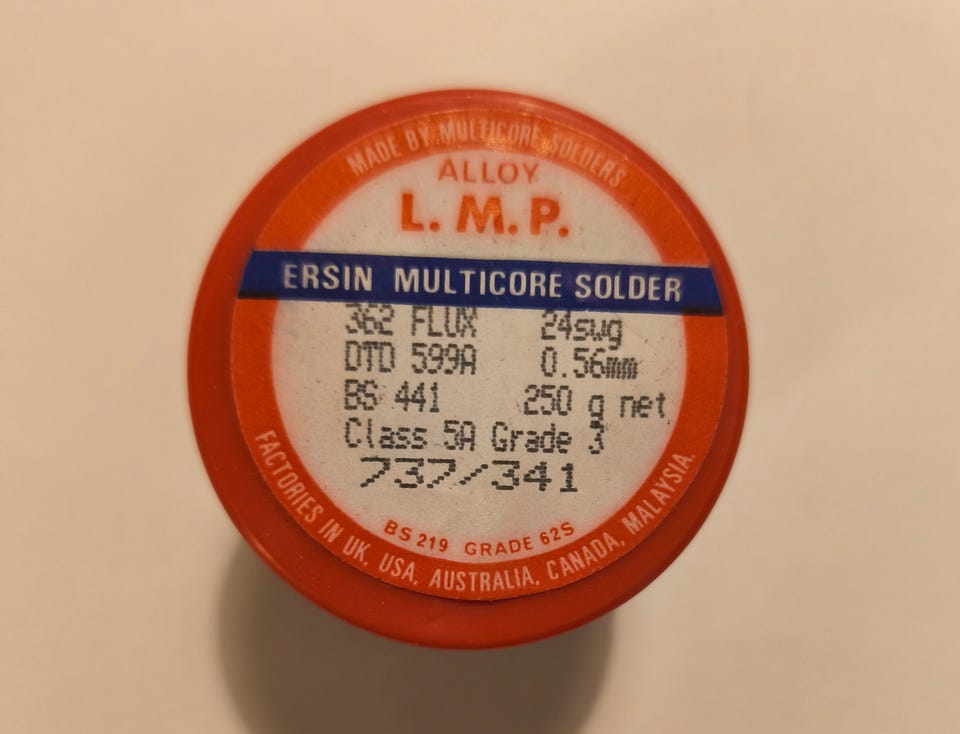 MADE BY MULTICORE SOLDERS
ALLOY
L. M. P.
ERSIN MULTICORE SOLDER
362 FLUX 24swg
DTD 599A 0.56mm
BS 441 250 g net
Class 5A Grade 3
737/341
BS 219 GRADE 62S
FACTORIES IN UK, USA, AUSTRALIA, CANADA, MALAYSIA.